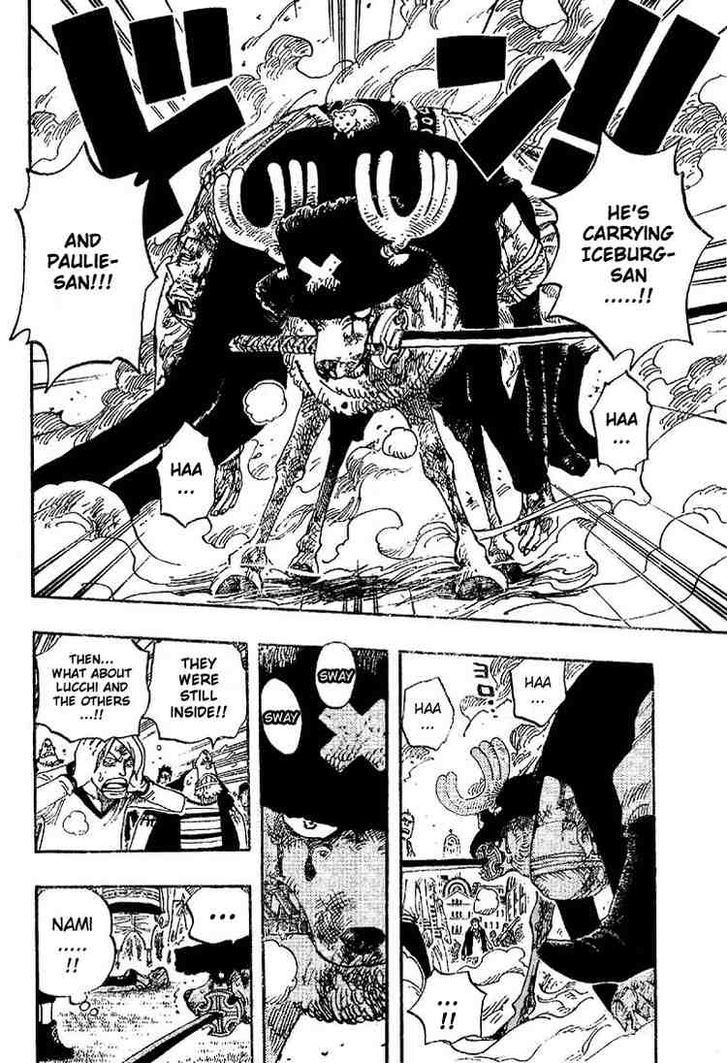 ドン!!
HE'S
CARRYING
ICEBURG-
SAN
.....!!
AND
PAULIE-
SAN!!!
HAA
...
HAA
...
HAA
...
HAA
...
ヨロ...
...
!!
SWAY
SWAY
THEY
WERE
STILL
INSIDE!!
THEN...
WHAT ABOUT
LUCCHI AND
THE OTHERS
...!!
...
NAMI
.....
!!